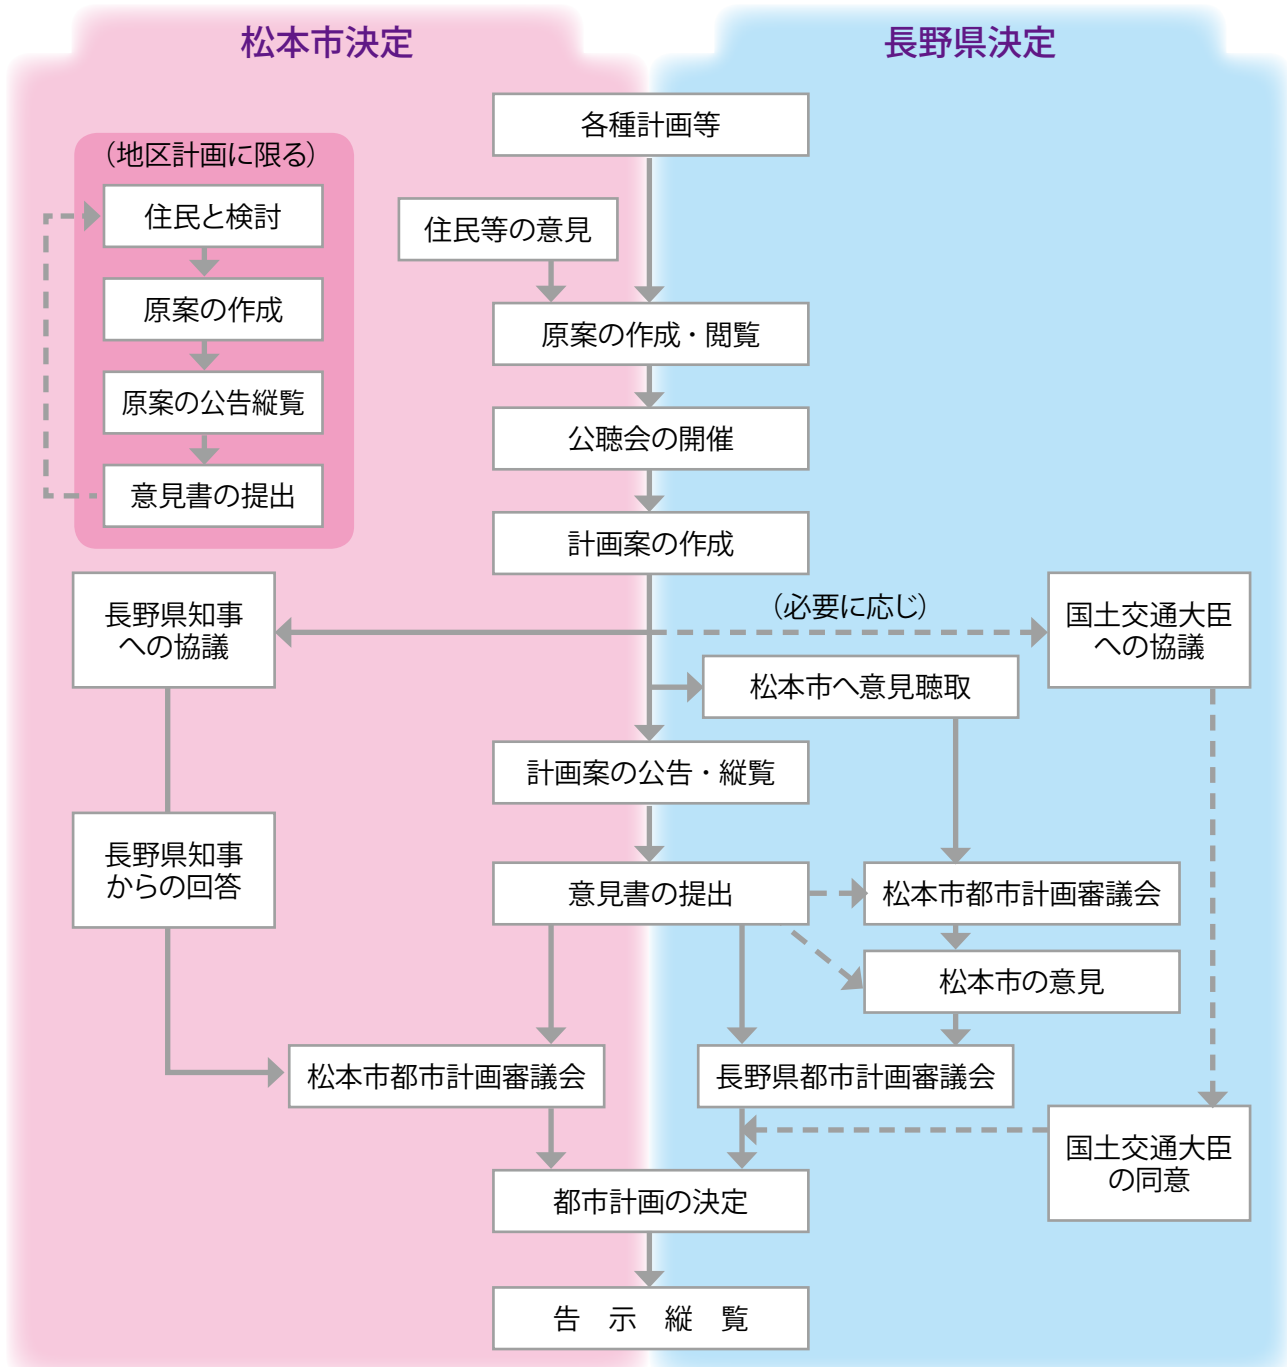 松本市決定
長野県決定
各種計画等
（地区計画に限る）
住民と検討
原案の作成
原案の公告縦覧
意見書の提出
住民等の意見
原案の作成・閲覧
公聴会の開催
計画案の作成
長野県知事
への協議
（必要に応じ）
国土交通大臣
への協議
松本市へ意見聴取
計画案の公告・縦覧
長野県知事
からの回答
意見書の提出
松本市都市計画審議会
松本市の意見
松本市都市計画審議会
長野県都市計画審議会
国土交通大臣
の同意
都市計画の決定
告　示　縦　覧